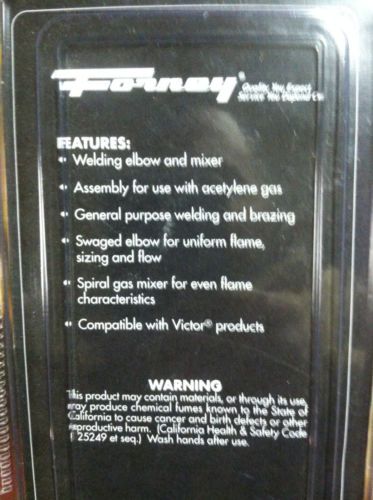 Forney®
Quality You Expect
Service You Depend On.
FEATURES:
• Welding elbow and mixer
• Assembly for use with acetylene gas
• General purpose welding and brazing
• Swaged elbow for uniform flame,
sizing and flow
• Spiral gas mixer for even flame
characteristics
• Compatible with Victor® products
WARNING
This product may contain materials, or through its use,
may produce chemical fumes known to the State of
California to cause cancer and birth defects or other
reproductive harm. (California Health & Safety Code
25249 et seq.) Wash hands after use.